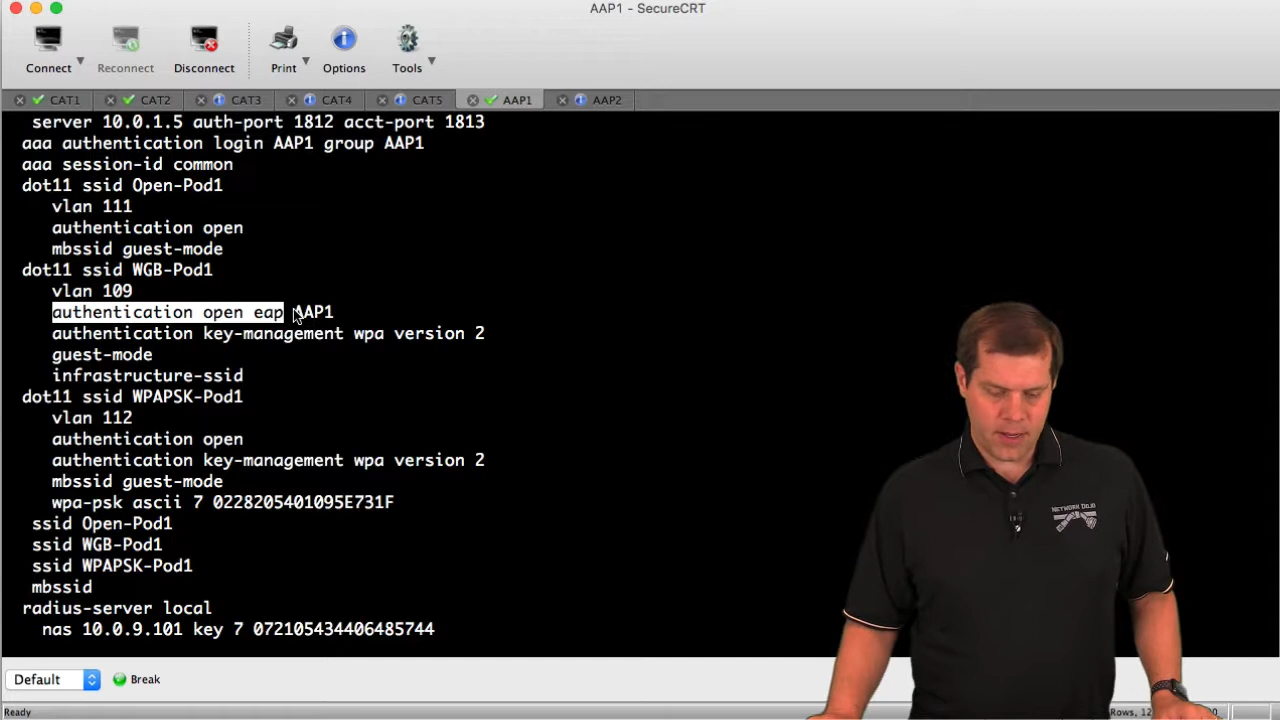 AAP1 - SecureCRT
Connect
Reconnect
Disconnect
Print
Options
Tools
CAT1
CAT2
CAT3
CAT4
CAT5
AAP1
AAP2
server 10.0.1.5 auth-port 1812 acct-port 1813
aaa authentication login AAP1 group AAP1
aaa session-id common
dot11 ssid Open-Pod1
vlan 111
authentication open
mbssid guest-mode
dot11 ssid WGB-Pod1
vlan 109
authentication open eap AAP1
authentication key-management wpa version 2
guest-mode
infrastructure-ssid
dot11 ssid WPAPSK-Pod1
vlan 112
authentication open
authentication key-management wpa version 2
mbssid guest-mode
wpa-psk ascii 7 0228205401095E731F
ssid Open-Pod1
ssid WGB-Pod1
ssid WPAPSK-Pod1
mbssid
radius-server local
nas 10.0.9.101 key 7 072105434406485744
NETWORK DOJO
Default
Break
Ready
Rows, 12